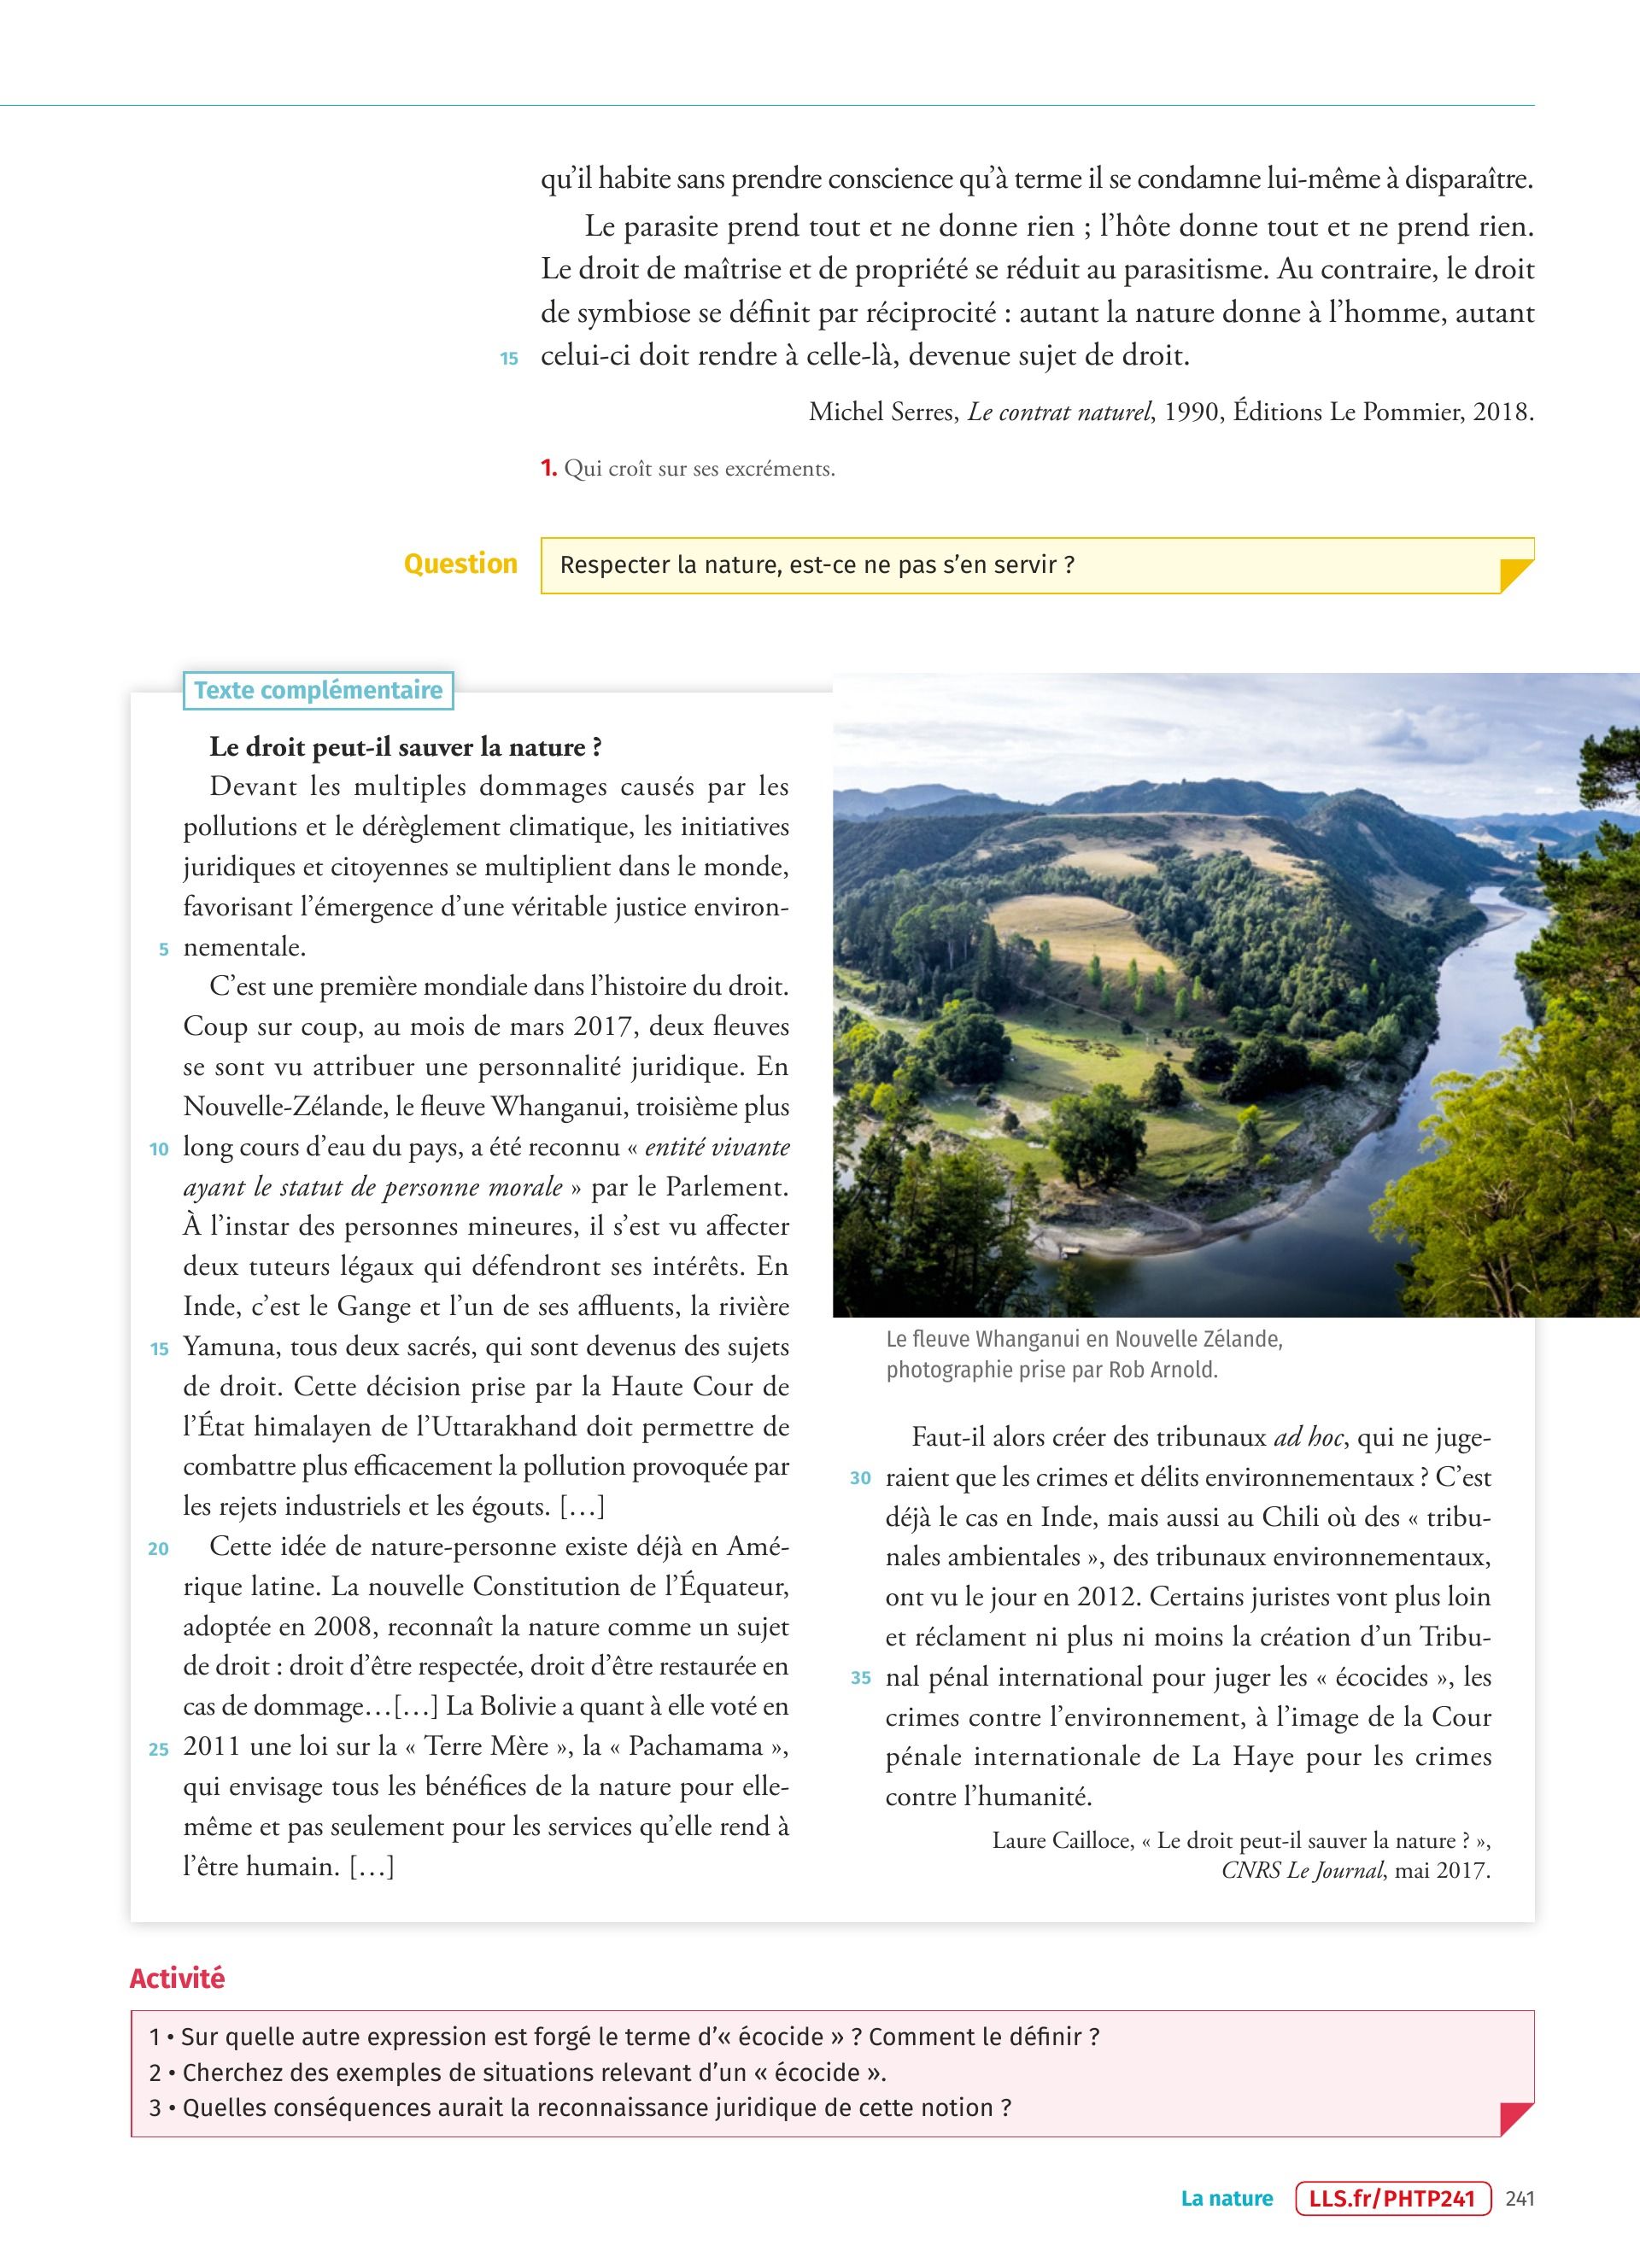 qu'il habite sans prendre conscience qu'à terme il se condamne lui-même à disparaître.
Le parasite prend tout et ne donne rien ; l'hôte donne tout et ne prend rien.
Le droit de maîtrise et de propriété se réduit au parasitisme. Au contraire, le droit
de symbiose se définit par réciprocité : autant la nature donne à l'homme, autant
15 celui-ci doit rendre à celle-là, devenue sujet de droit.
Michel Serres, Le contrat naturel, 1990, Éditions Le Pommier, 2018.
1. Qui croît sur ses excréments.
Question
Respecter la nature, est-ce ne pas s'en servir ?
Texte complémentaire
Le droit peut-il sauver la nature ?
Devant les multiples dommages causés par les
pollutions et le dérèglement climatique, les initiatives
juridiques et citoyennes se multiplient dans le monde,
favorisant l'émergence d'une véritable justice environ-
5 nementale.
C'est une première mondiale dans l'histoire du droit.
Coup sur coup, au mois de mars 2017, deux fleuves
se sont vu attribuer une personnalité juridique. En
Nouvelle-Zélande, le fleuve Whanganui, troisième plus
10 long cours d'eau du pays, a été reconnu « entité vivante
ayant le statut de personne morale » par le Parlement.
À l'instar des personnes mineures, il s'est vu affecter
deux tuteurs légaux qui défendront ses intérêts. En
Inde, c'est le Gange et l'un de ses affluents, la rivière
15 Yamuna, tous deux sacrés, qui sont devenus des sujets
de droit. Cette décision prise par la Haute Cour de
l'État himalayen de l'Uttarakhand doit permettre de
combattre plus efficacement la pollution provoquée par
les rejets industriels et les égouts. […]
20 Cette idée de nature-personne existe déjà en Amé-
rique latine. La nouvelle Constitution de l'Équateur,
adoptée en 2008, reconnaît la nature comme un sujet
de droit : droit d'être respectée, droit d'être restaurée en
cas de dommage…[…] La Bolivie a quant à elle voté en
25 2011 une loi sur la « Terre Mère », la « Pachamama »,
qui envisage tous les bénéfices de la nature pour elle-
même et pas seulement pour les services qu'elle rend à
l'être humain. […]
Le fleuve Whanganui en Nouvelle Zélande,
photographie prise par Rob Arnold.
Faut-il alors créer des tribunaux ad hoc, qui ne juge-
30 raient que les crimes et délits environnementaux ? C'est
déjà le cas en Inde, mais aussi au Chili où des « tribu-
nales ambientales », des tribunaux environnementaux,
ont vu le jour en 2012. Certains juristes vont plus loin
et réclament ni plus ni moins la création d'un Tribu-
35 nal pénal international pour juger les « écocides », les
crimes contre l'environnement, à l'image de la Cour
pénale internationale de La Haye pour les crimes
contre l'humanité.
Laure Cailloce, « Le droit peut-il sauver la nature ? »,
CNRS Le Journal, mai 2017.
Activité
1 • Sur quelle autre expression est forgé le terme d'« écocide » ? Comment le définir ?
2 • Cherchez des exemples de situations relevant d'un « écocide ».
3 • Quelles conséquences aurait la reconnaissance juridique de cette notion ?
La nature LLS.fr/PHTP241 241